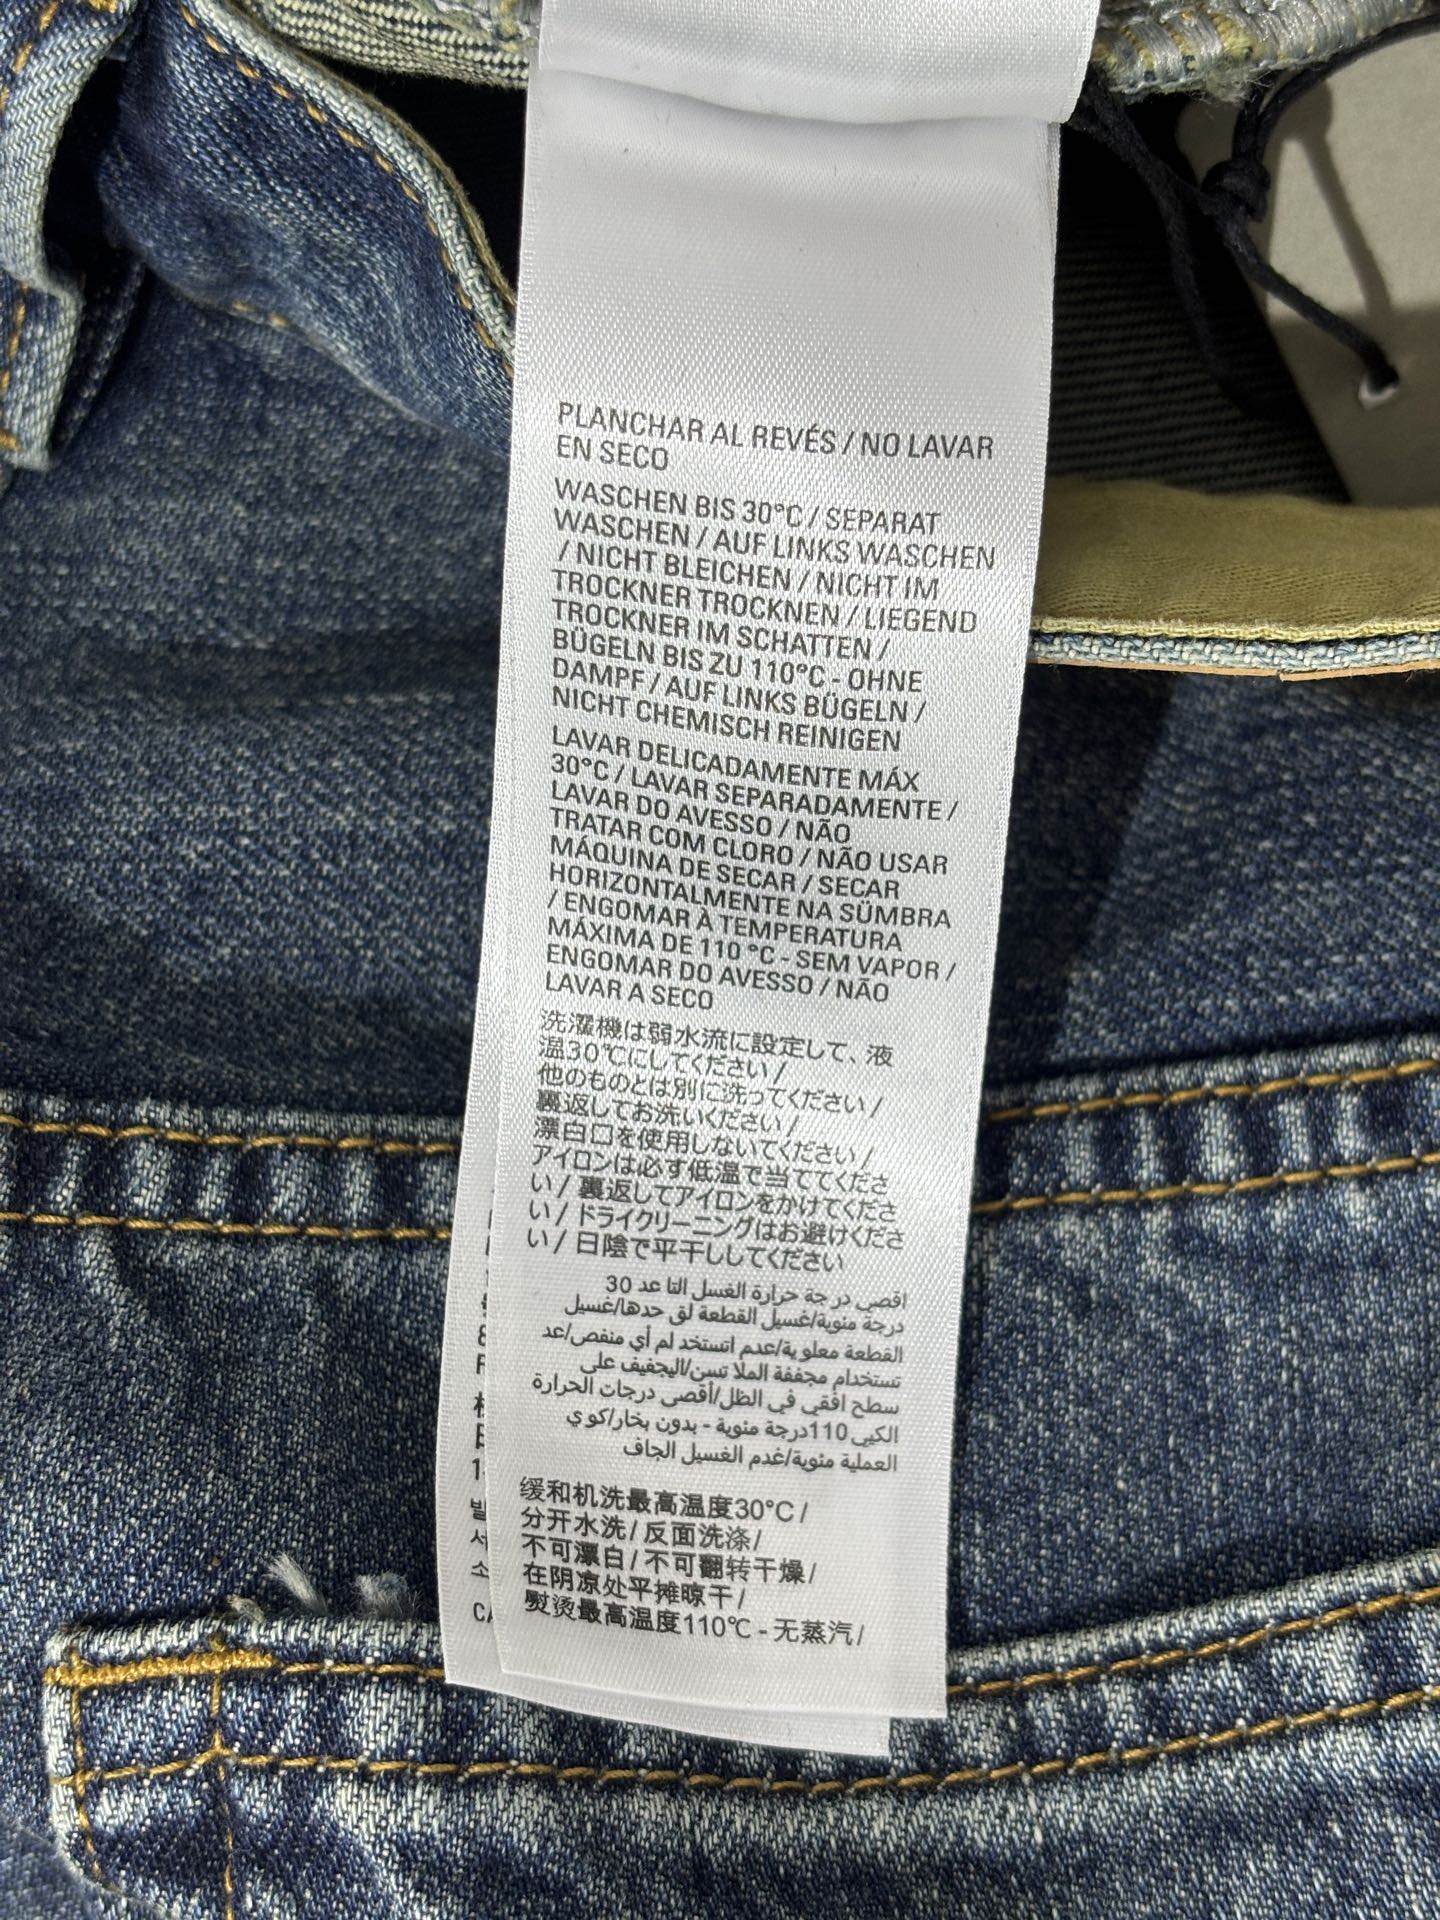 PLANCHAR AL REVÉS / NO LAVAR
EN SECO
WASCHEN BIS 30°C / SEPARAT
WASCHEN / AUF LINKS WASCHEN
/ NICHT BLEICHEN / NICHT IM
TROCKNER TROCKNEN / LIEGEND
TROCKNER IM SCHATTEN /
BÜGELN BIS ZU 110°C - OHNE
DAMPF / AUF LINKS BÜGELN /
NICHT CHEMISCH REINIGEN
LAVAR DELICADAMENTE MÁX
30°C / LAVAR SEPARADAMENTE /
LAVAR DO AVESSO / NÃO
TRATAR COM CLORO / NÃO USAR
MÁQUINA DE SECAR / SECAR
HORIZONTALMENTE NA SÜMBRA
/ ENGOMAR À TEMPERATURA
MÁXIMA DE 110 °C - SEM VAPOR /
ENGOMAR DO AVESSO / NÃO
LAVAR A SECO
洗濯機は弱水流に設定して、液
温30℃にしてください /
他のものとは別に洗ってください /
裏返してお洗いください /
漂白口を使用しないてください /
アイロンは必す低温で当ててくださ
い / 裏返してアイロンをかけてくださ
い / ドライクリーニングはお避けくださ
い / 日陰で平干ししてください
اقصي در جة حرارة الغسل التا عد 30
درجة مئوية/غسيل القطعة لق حدها/غسيل
القطعة معلو ية/عدم اتستخد لم أي منفص/عد
تستخدام مجففة الملا تسن/اليجفيف على
سطح افقي في الظل/أقصى درجات الحرارة
الكيي 110درجة مئوية - بدون بخار/كو ي
العملية مئوية/غدم الغسيل الجاف
缓和机洗最高温度30°C /
分开水洗 / 反面洗涤/
不可漂白 / 不可翻转干燥/
在阴凉处平摊晾干 /
熨烫最高温度110℃ - 无蒸汽/